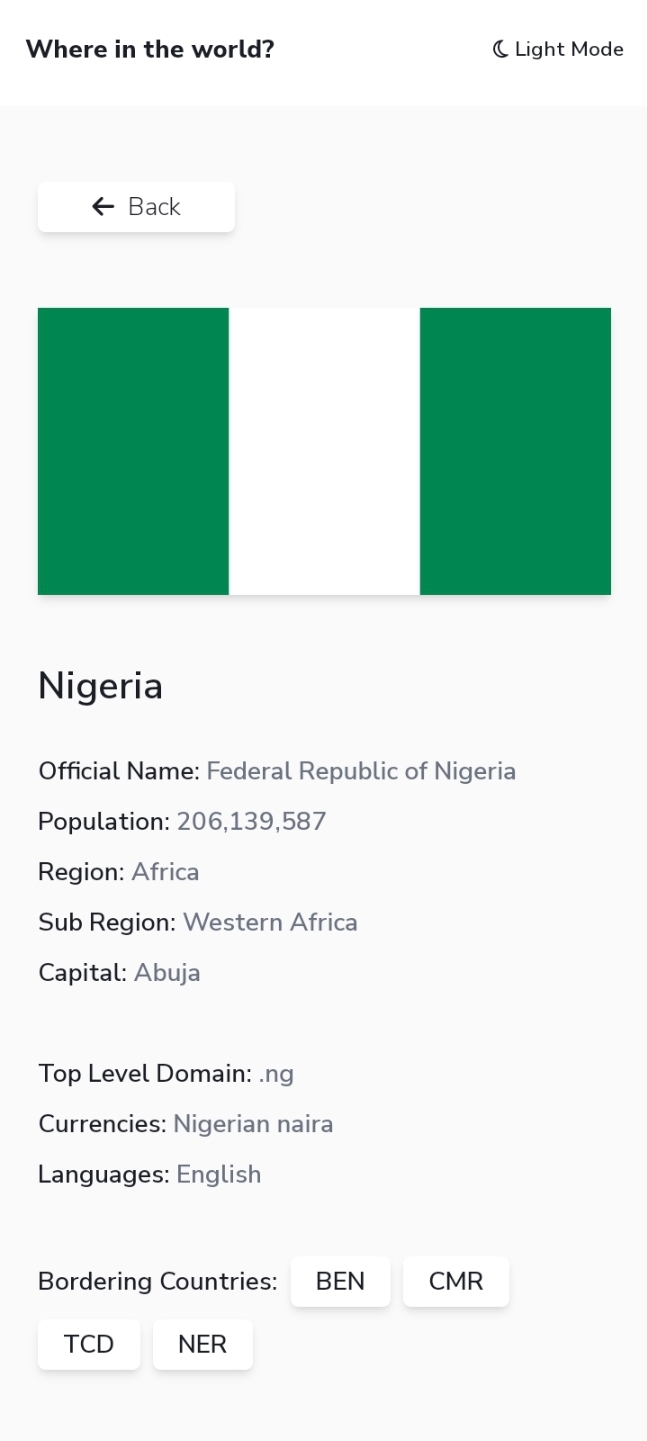 Where in the world?
Light Mode
Back
Nigeria
Official Name: Federal Republic of Nigeria
Population: 206,139,587
Region: Africa
Sub Region: Western Africa
Capital: Abuja
Top Level Domain: .ng
Currencies: Nigerian naira
Languages: English
Bordering Countries: BEN CMR
TCD NER